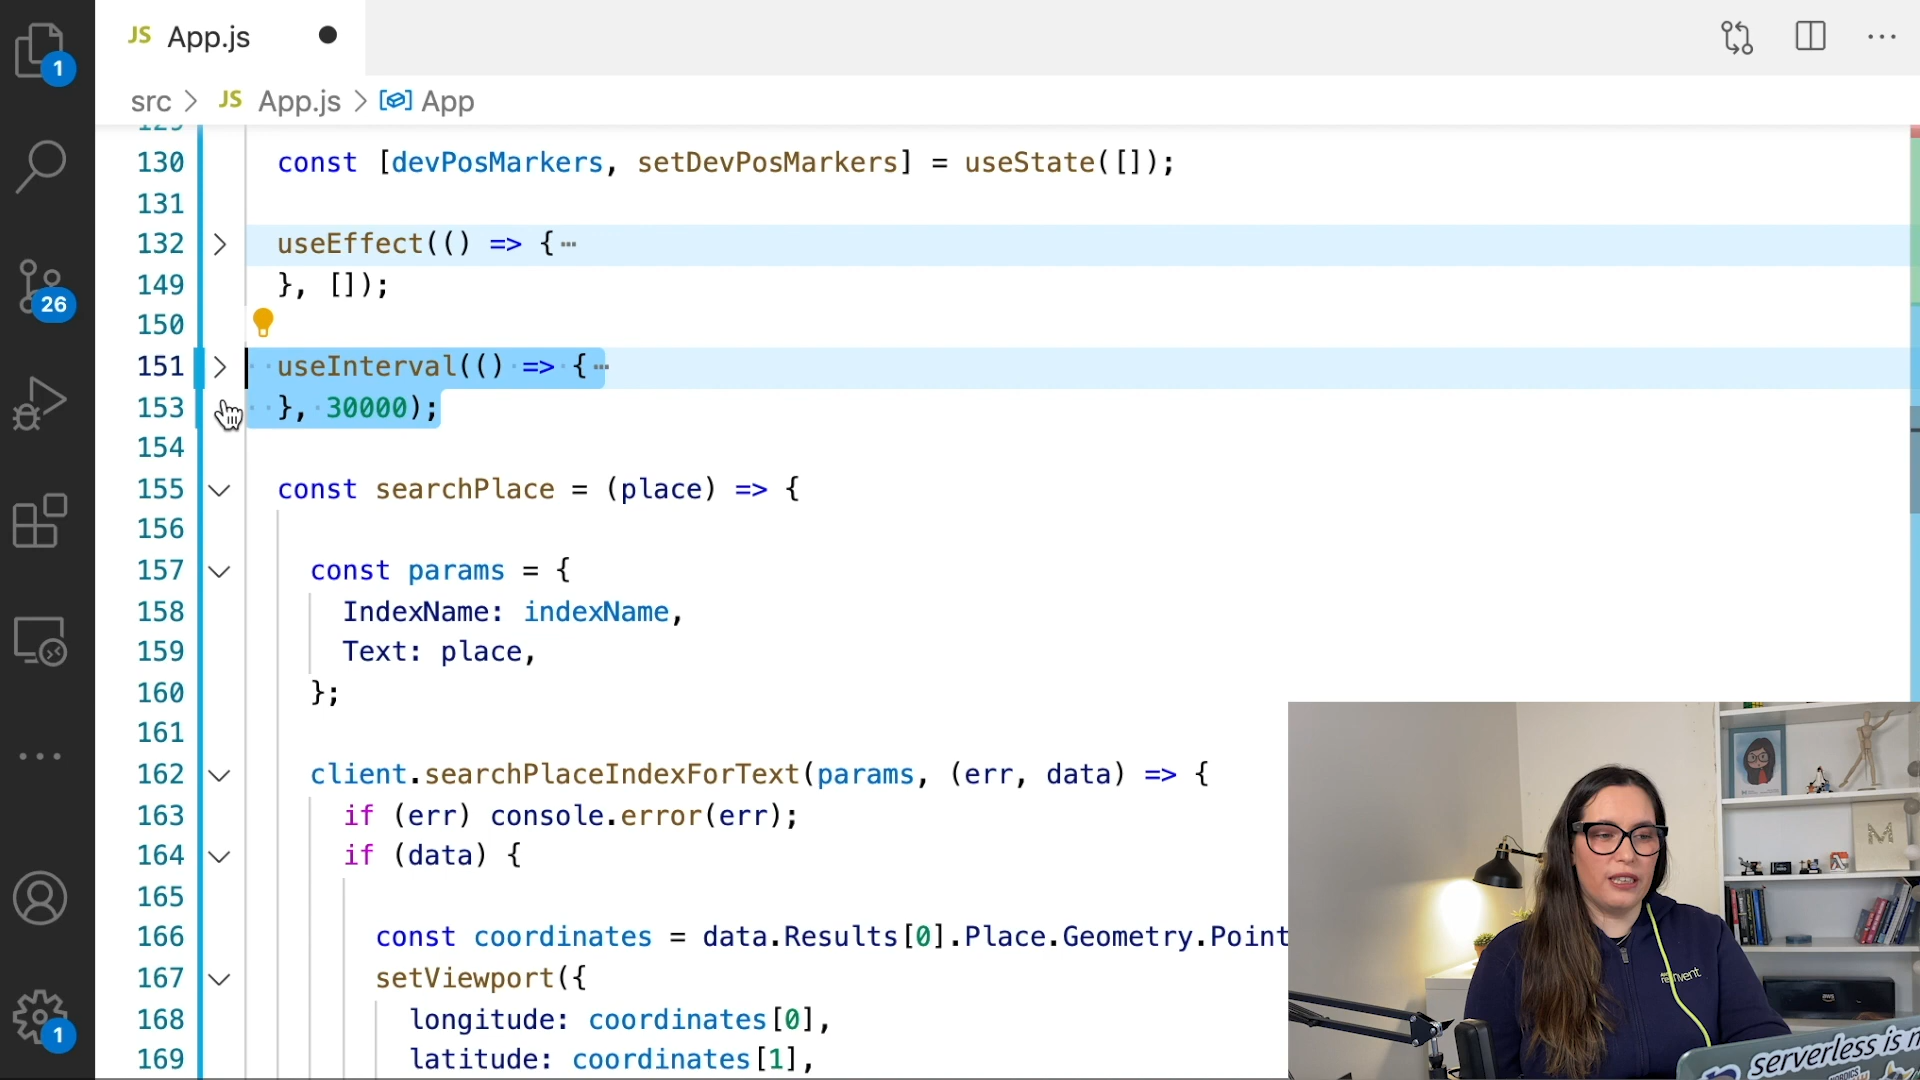 JS App.js
1
src > JS App.js > App
129
130 const [devPosMarkers, setDevPosMarkers] = useState([]);
131
132 useEffect(() => {…
149 }, []);
150
151 useInterval(() => {…
153 }, 30000);
154
155 const searchPlace = (place) => {
156
157 const params = {
158 IndexName: indexName,
159 Text: place,
160 };
161
162 client.searchPlaceIndexForText(params, (err, data) => {
163 if (err) console.error(err);
164 if (data) {
165
166 const coordinates = data.Results[0].Place.Geometry.Point
167 setViewport({
168 longitude: coordinates[0],
169 latitude: coordinates[1],
26
1
M
aws
serverless is